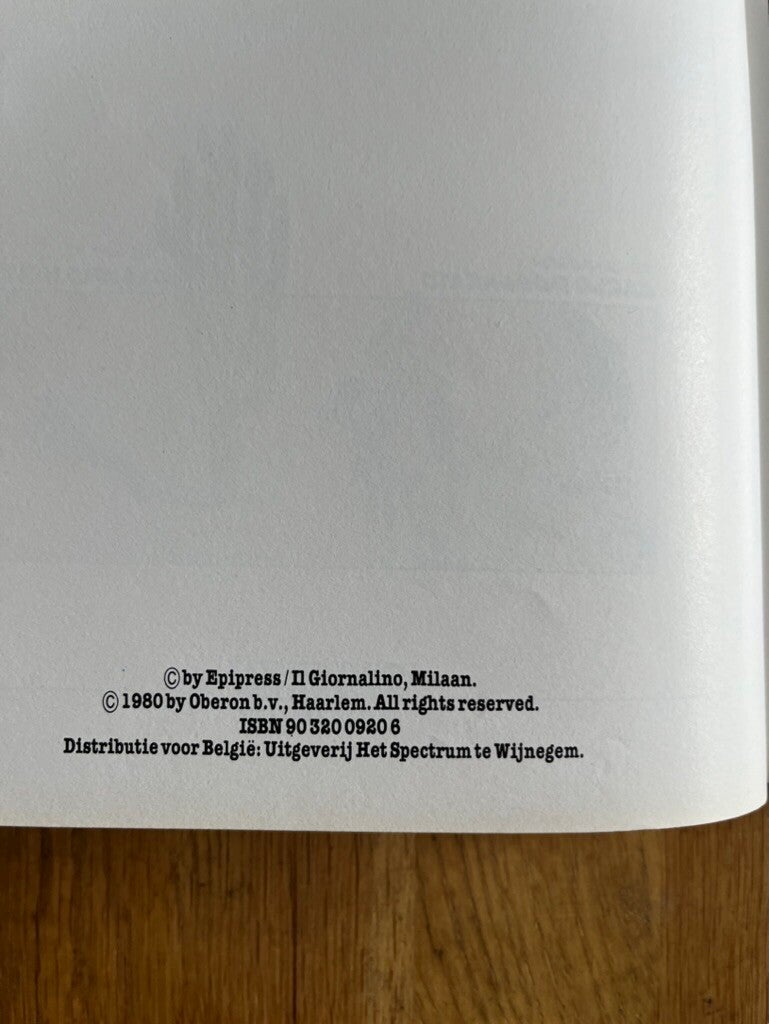 ©by Epipress/Il Giornalino, Milaan.
© 1980 by Oberon b.v., Haarlem. All rights reserved.
ISBN 90 320 0920 6
Distributie voor België: Uitgeverij Het Spectrum te Wijnegem.